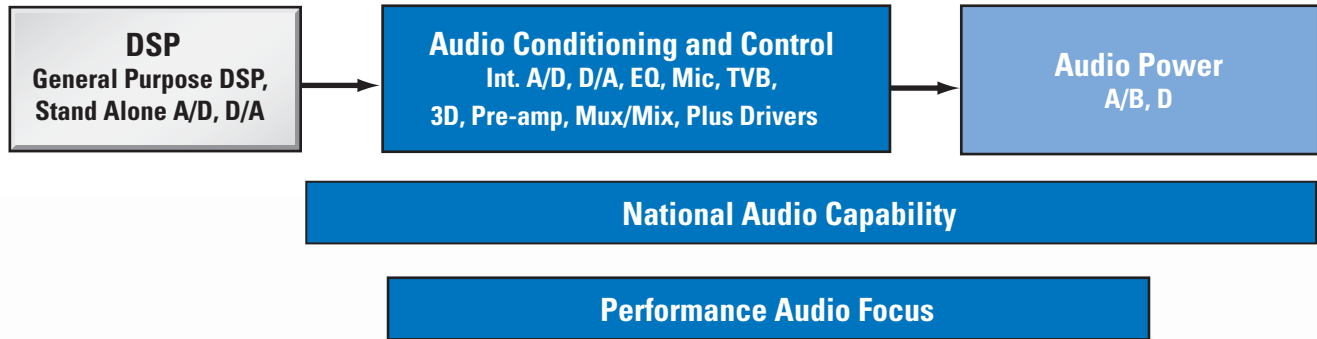 DSP
General Purpose DSP,
Stand Alone A/D, D/A
Audio Conditioning and Control
Int. A/D, D/A, EQ, Mic, TVB,
3D, Pre-amp, Mux/Mix, Plus Drivers
Audio Power
A/B, D
National Audio Capability
Performance Audio Focus